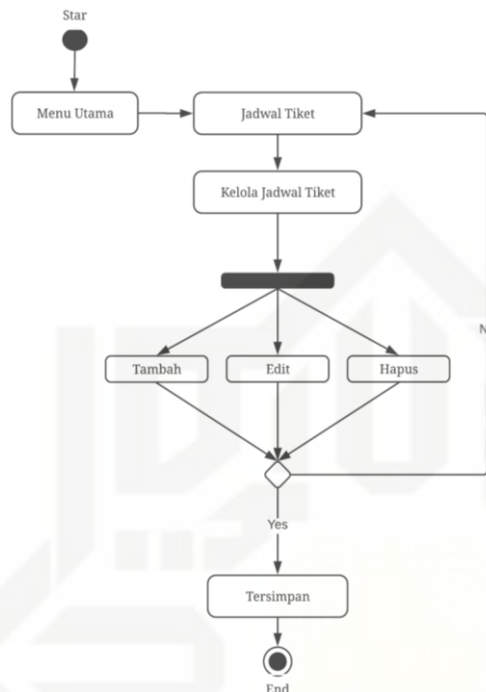 Star
Menu Utama
Jadwal Tiket
Kelola Jadwal Tiket
Tambah
Edit
Hapus
N
Yes
Tersimpan
End